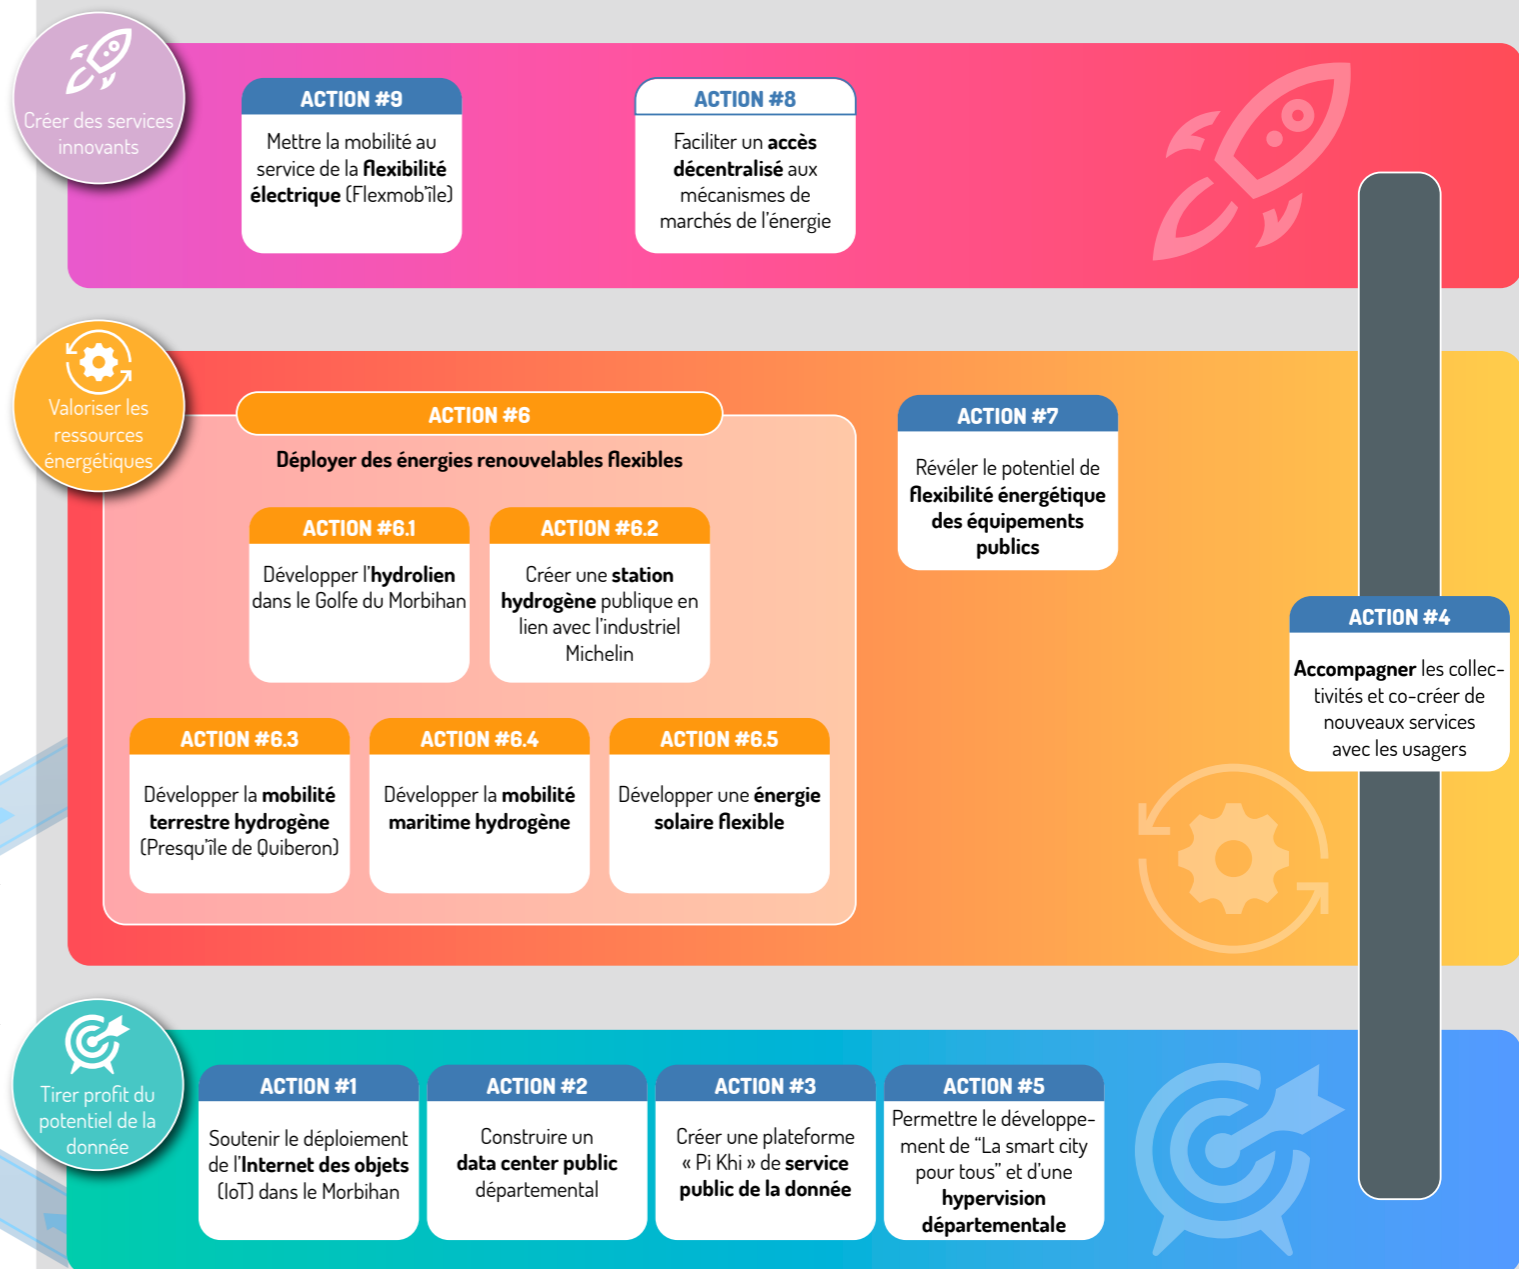 Créer des services
innovants
ACTION #9
Mettre la mobilité au
service de la flexibilité
électrique (Flexmob'île)
ACTION #8
Faciliter un accès
décentralisé aux
mécanismes de
marchés de l'énergie
Valoriser les
ressources
énergétiques
ACTION #6
Déployer des énergies renouvelables flexibles
ACTION #6.1
Développer l'hydrolien
dans le Golfe du Morbihan
ACTION #6.2
Créer une station
hydrogène publique en
lien avec l'industriel
Michelin
ACTION #6.3
Développer la mobilité
terrestre hydrogène
(Presqu'île de Quiberon)
ACTION #6.4
Développer la mobilité
maritime hydrogène
ACTION #6.5
Développer une énergie
solaire flexible
ACTION #7
Révéler le potentiel de
flexibilité énergétique
des équipements
publics
ACTION #4
Accompagner les collec-
tivités et co-créer de
nouveaux services
avec les usagers
Tirer profit du
potentiel de la
donnée
ACTION #1
Soutenir le déploiement
de l'Internet des objets
(IoT) dans le Morbihan
ACTION #2
Construire un
data center public
départemental
ACTION #3
Créer une plateforme
« Pi Khi » de service
public de la donnée
ACTION #5
Permettre le développe-
ment de “La smart city
pour tous” et d'une
hypervision
départementale